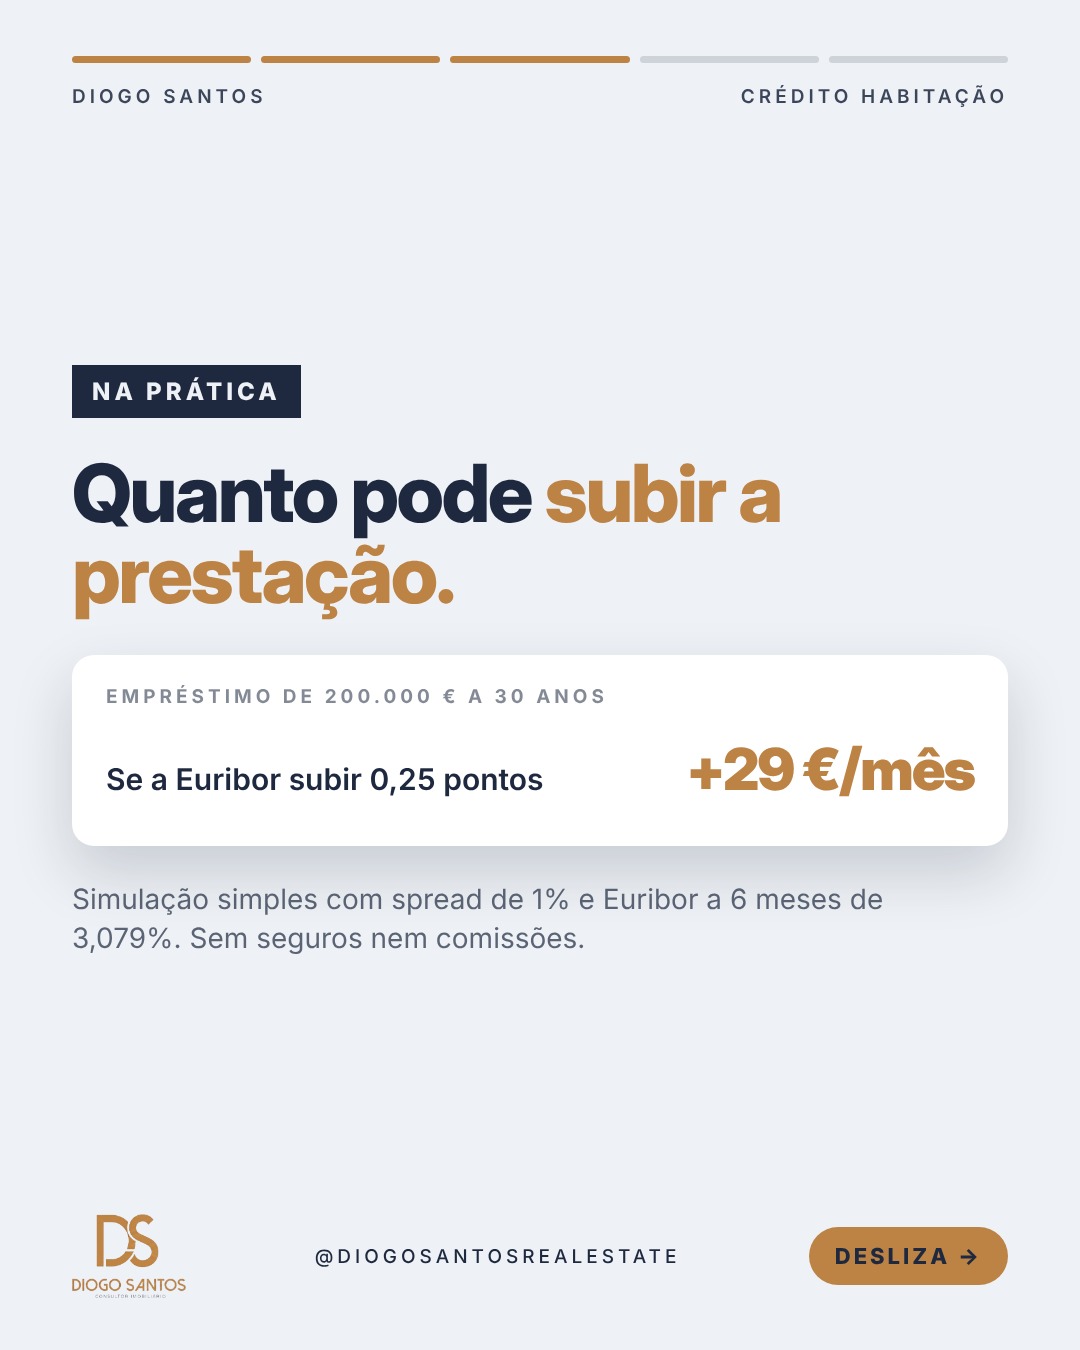 DIOGO SANTOS
CRÉDITO HABITAÇÃO
NA PRÁTICA
Quanto pode subir a
prestação.
EMPRÉSTIMO DE 200.000 € A 30 ANOS
Se a Euribor subir 0,25 pontos
+29 €/mês
Simulação simples com spread de 1% e Euribor a 6 meses de
3,079%. Sem seguros nem comissões.
DS
DIOGO SANTOS
CONSULTOR IMOBILIÁRIO
@DIOGOSANTOSREALESTATE
DESLIZA →